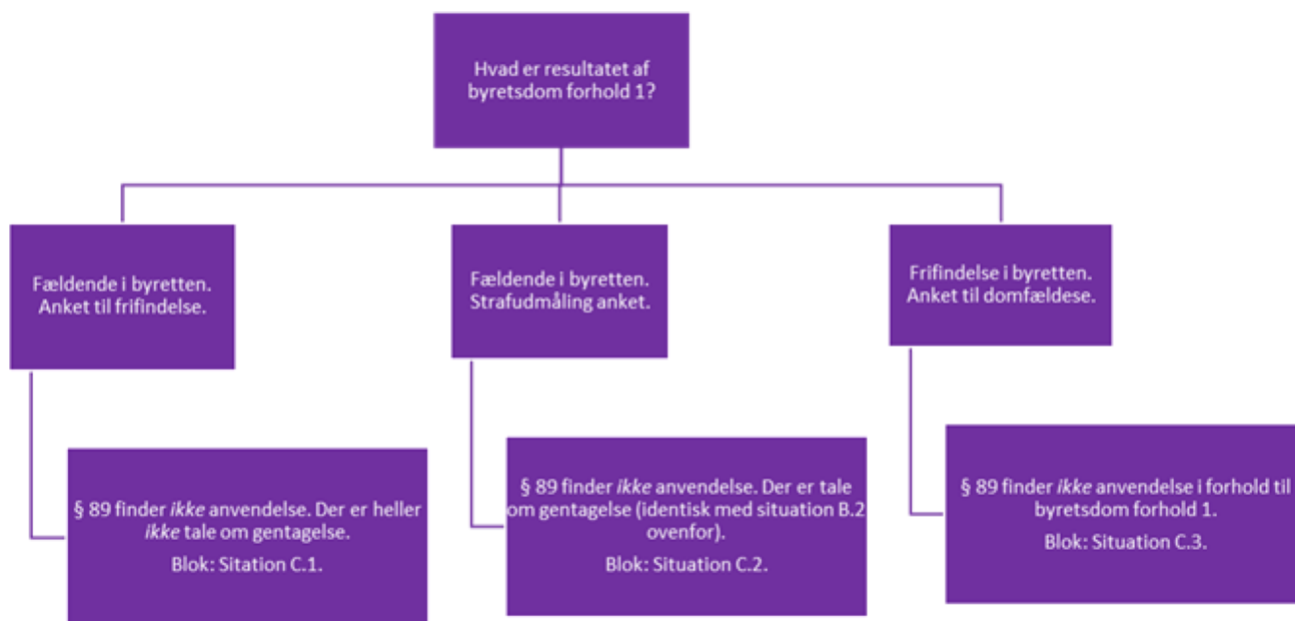 Hvad er resultatet af
byretsdom forhold 1?
Fældende i byretten.
Anket til frifindelse.
Fældende i byretten.
Strafudmåling anket.
Frifindelse i byretten.
Anket til domfældese.
§ 89 finder ikke anvendelse. Der er heller
ikke tale om gentagelse.
Blok: Sitation C.1.
§ 89 finder ikke anvendelse. Der er tale
om gentagelse (identisk med situation B.2
ovenfor).
Blok: Situation C.2.
§ 89 finder ikke anvendelse i forhold til
byretsdom forhold 1.
Blok: Situation C.3.